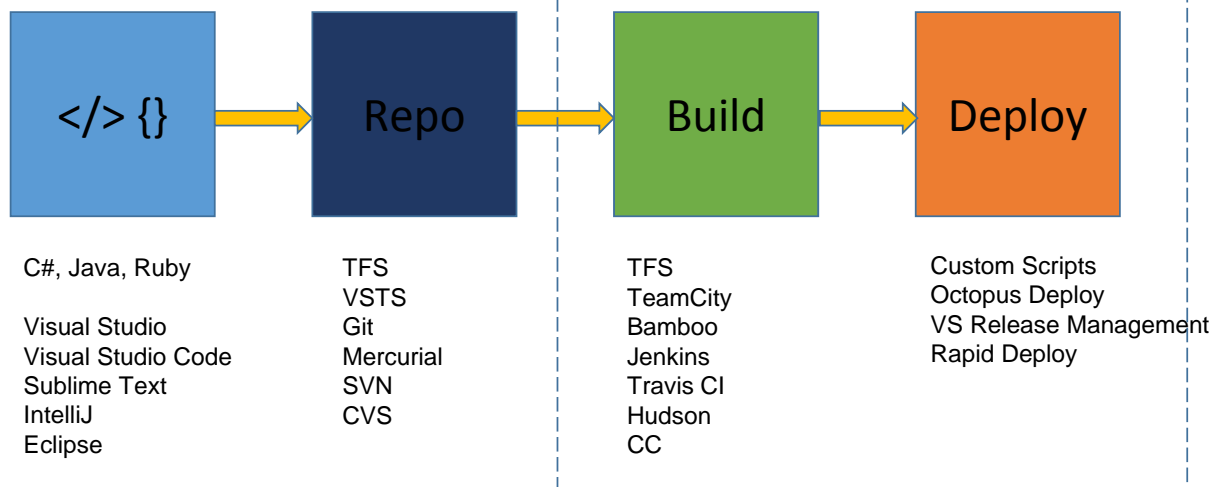 </> {}
Repo
Build
Deploy
C#, Java, Ruby
Visual Studio
Visual Studio Code
Sublime Text
IntelliJ
Eclipse
TFS
VSTS
Git
Mercurial
SVN
CVS
TFS
TeamCity
Bamboo
Jenkins
Travis CI
Hudson
CC
Custom Scripts
Octopus Deploy
VS Release Management
Rapid Deploy